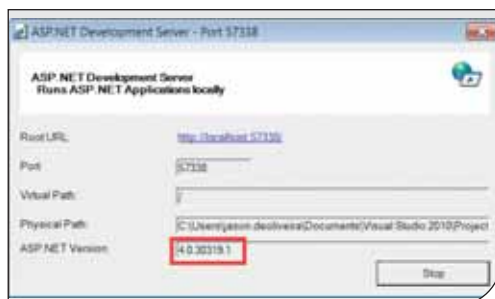 ASP.NET Development Server - Port 57338
ASP.NET Development Server
Runs ASP.NET Applications locally
Root URL: http://localhost:57338/
Port: 57338
Virtual Path: /
Physical Path: C:\Users\jason.deoliveira\Documents\Visual Studio 2010\Project
ASP.NET Version: 4.0.30319.1
Stop